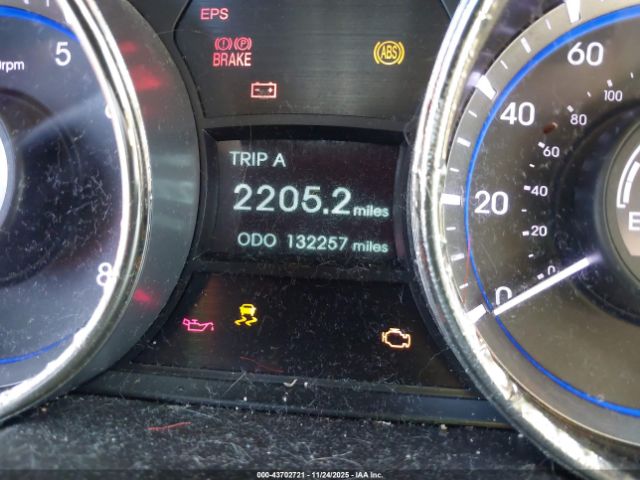 EPS
BRAKE
ABS
rpm
5
8
TRIP A
2205.2 miles
ODO 132257 miles
60
40
20
0
100
80
60
40
20
0
E
000-43702721 - 11/24/2025 - IAA Inc.